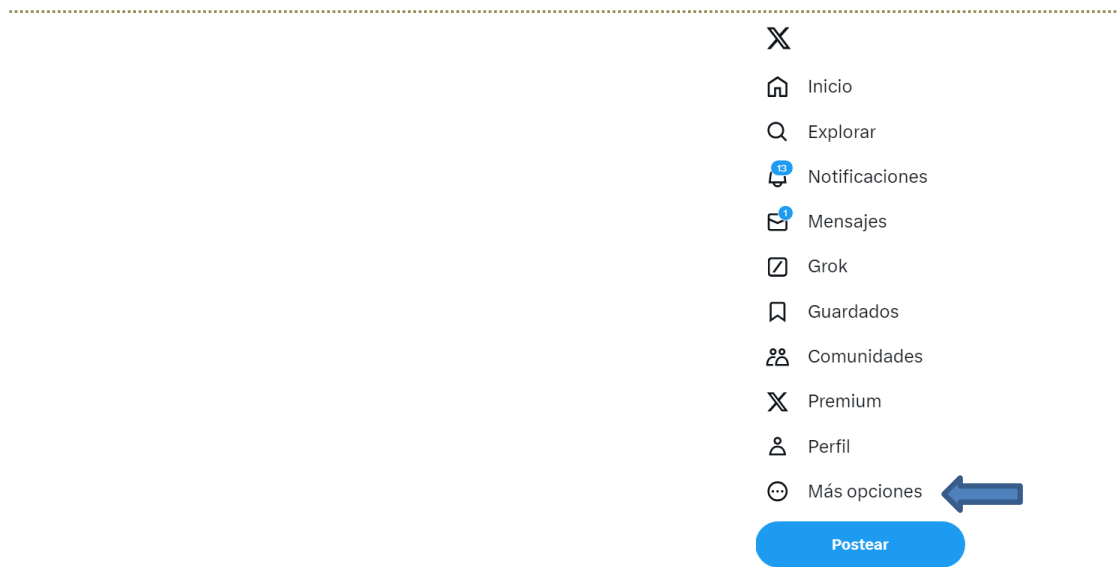 Inicio
Explorar
13
Notificaciones
1
Mensajes
Grok
Guardados
Comunidades
Premium
Perfil
Más opciones
Postear